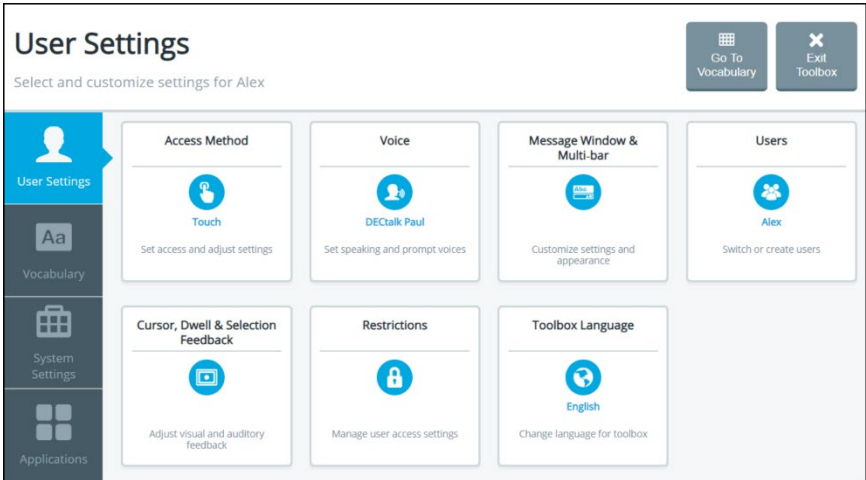 User Settings
Select and customize settings for Alex
Go To
Vocabulary
Exit
Toolbox
User Settings
Aa
Vocabulary
System
Settings
Applications
Access Method
Touch
Set access and adjust settings
Voice
DECtalk Paul
Set speaking and prompt voices
Message Window &
Multi-bar
Customize settings and
appearance
Users
Alex
Switch or create users
Cursor, Dwell & Selection
Feedback
Adjust visual and auditory
feedback
Restrictions
Manage user access settings
Toolbox Language
English
Change language for toolbox